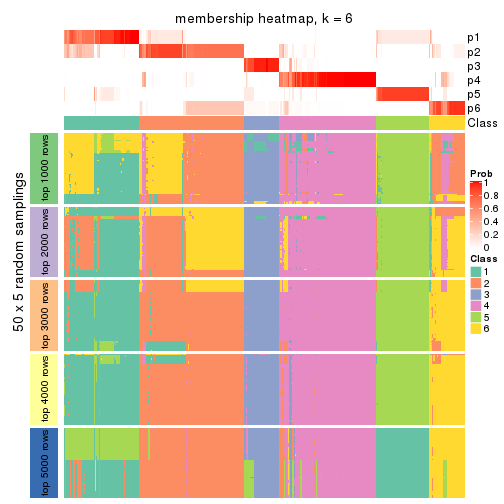 membership heatmap, k = 6
p1
p2
p3
p4
p5
p6
Class
50 x 5 random samplings
top 1000 rows
top 2000 rows
top 3000 rows
top 4000 rows
top 5000 rows
Prob
1
0.8
0.6
0.4
0.2
0
Class
1
2
3
4
5
6